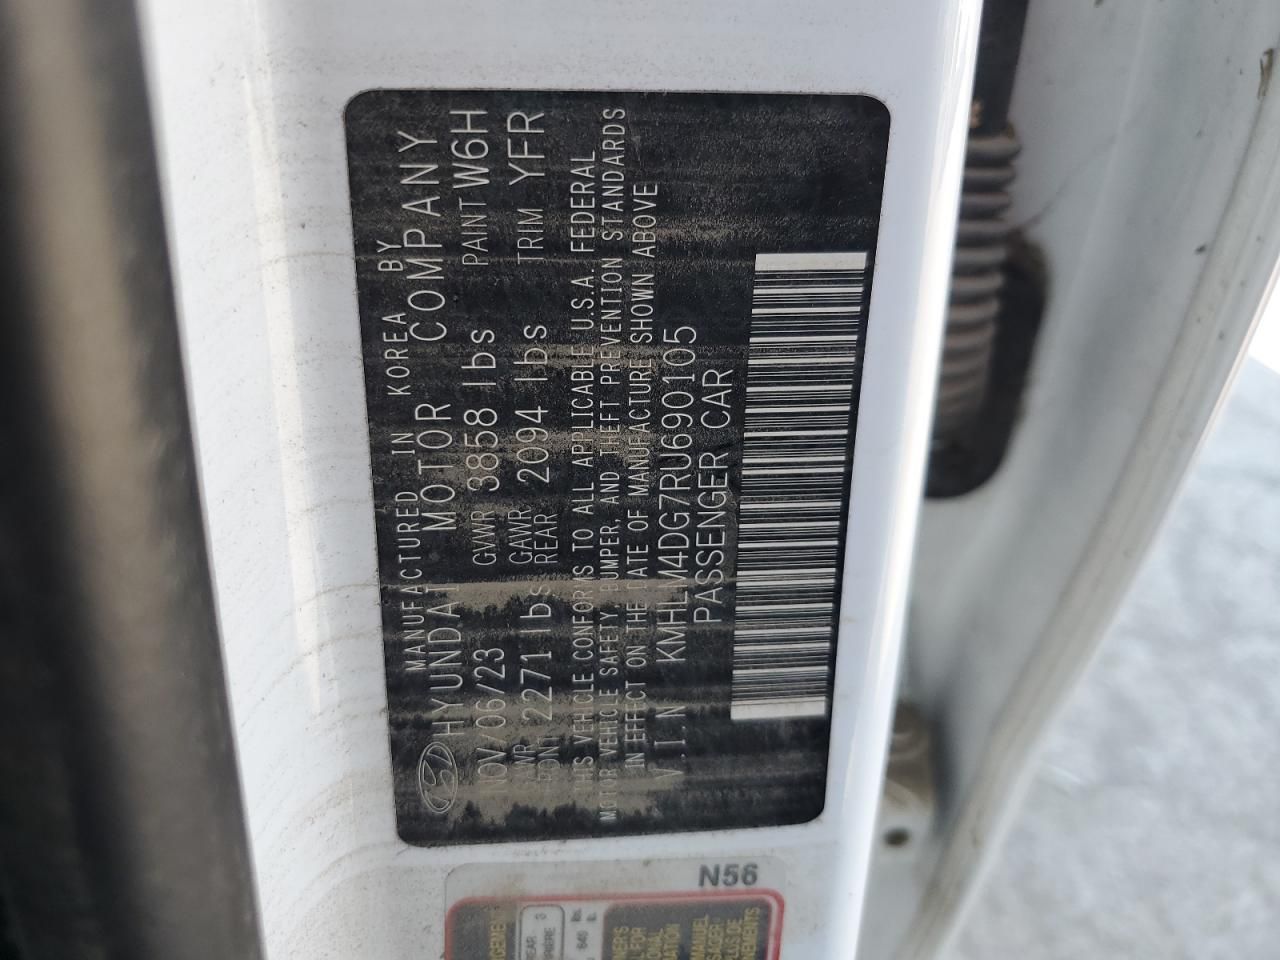 MANUFACTURED IN KOREA BY
HYUNDAI MOTOR COMPANY
NOV/06/23 GVWR 3858 lbs PAINT W6H
GAWR FRONT 2271 lbs GAWR REAR 2094 lbs TRIM YFR
THIS VEHICLE CONFORMS TO ALL APPLICABLE U.S.A. FEDERAL
MOTOR VEHICLE SAFETY, BUMPER, AND THEFT PREVENTION STANDARDS
IN EFFECT ON THE DATE OF MANUFACTURE SHOWN ABOVE
V.I.N KMHLM4DG7RU690105
PASSENGER CAR
N56